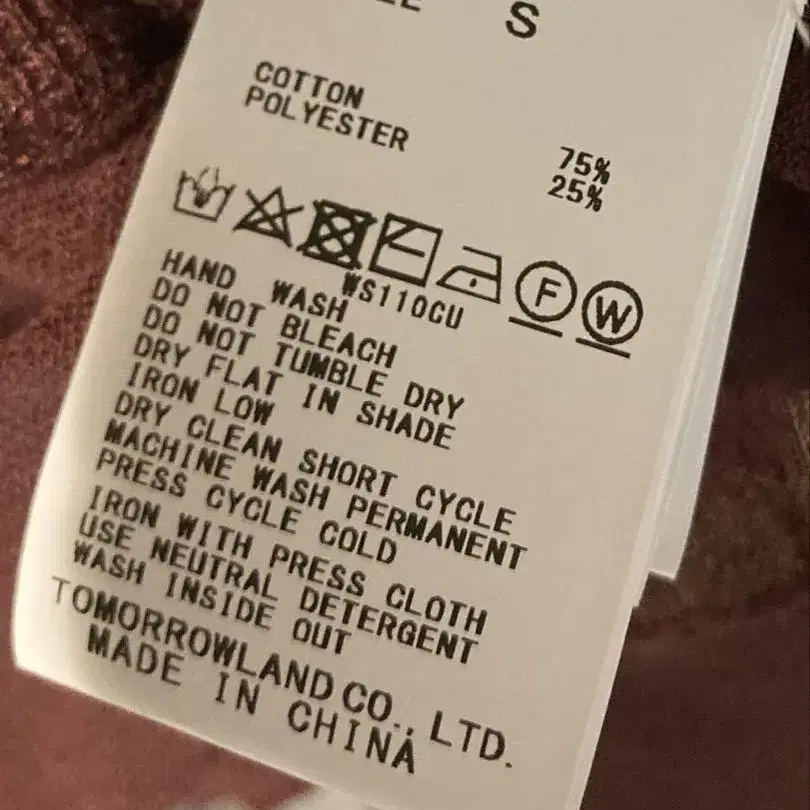 S
COTTON 75%
POLYESTER 25%
F W
WS110CU
HAND WASH
DO NOT BLEACH
DO NOT TUMBLE DRY
DRY FLAT IN SHADE
IRON LOW
DRY CLEAN SHORT CYCLE
MACHINE WASH PERMANENT
PRESS CYCLE COLD
IRON WITH PRESS CLOTH
USE NEUTRAL DETERGENT
WASH INSIDE OUT
TOMORROWLAND CO., LTD.
MADE IN CHINA